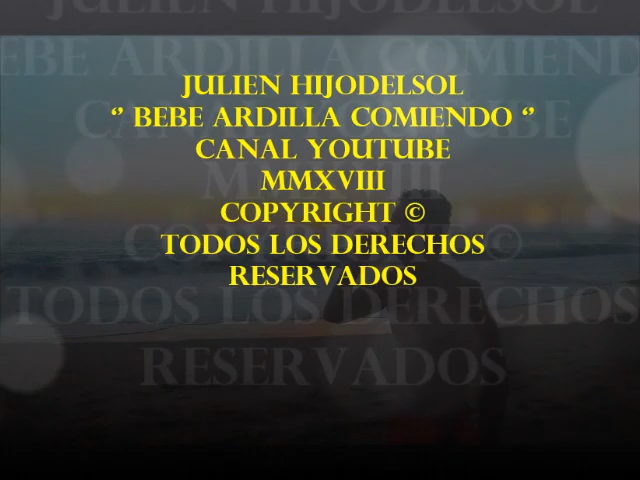 JULIEN HIJODELSOL
“ BEBE ARDILLA COMIENDO “
CANAL YOUTUBE
MMXVIII
COPYRIGHT ©
TODOS LOS DERECHOS
RESERVADOS